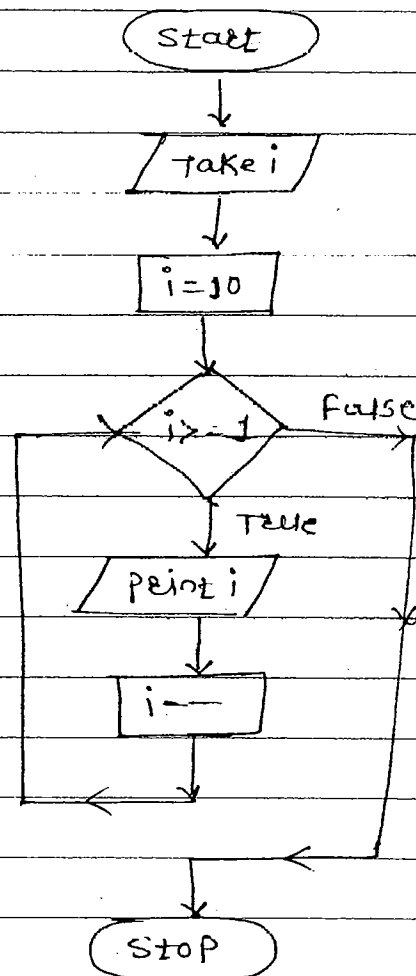 Start
Take i
i=10
i>=1
False
True
print i
i--
Stop